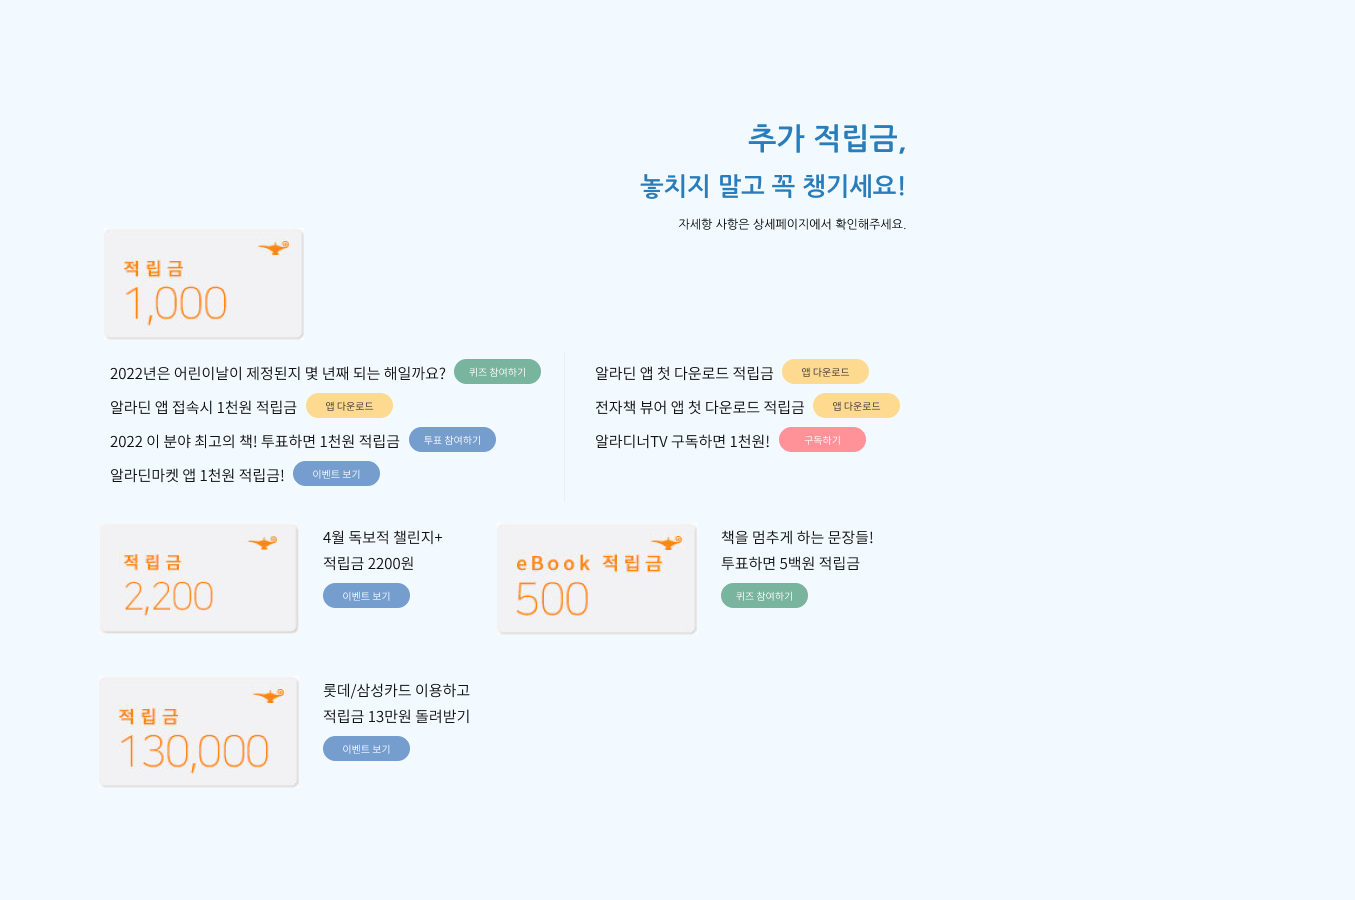 추가 적립금,
놓치지 말고 꼭 챙기세요!
자세항 사항은 상세페이지에서 확인해주세요.
적립금
1,000
2022년은 어린이날이 제정된지 몇 년째 되는 해일까요? 퀴즈 참여하기
알라딘 앱 접속시 1천원 적립금 앱 다운로드
2022 이 분야 최고의 책! 투표하면 1천원 적립금 투표 참여하기
알라딘마켓 앱 1천원 적립금! 이벤트 보기
알라딘 앱 첫 다운로드 적립금 앱 다운로드
전자책 뷰어 앱 첫 다운로드 적립금 앱 다운로드
알라디너TV 구독하면 1천원! 구독하기
적립금
2,200
4월 독보적 챌린지+
적립금 2200원
이벤트 보기
eBook 적립금
500
책을 멈추게 하는 문장들!
투표하면 5백원 적립금
퀴즈 참여하기
적립금
130,000
롯데/삼성카드 이용하고
적립금 13만원 돌려받기
이벤트 보기